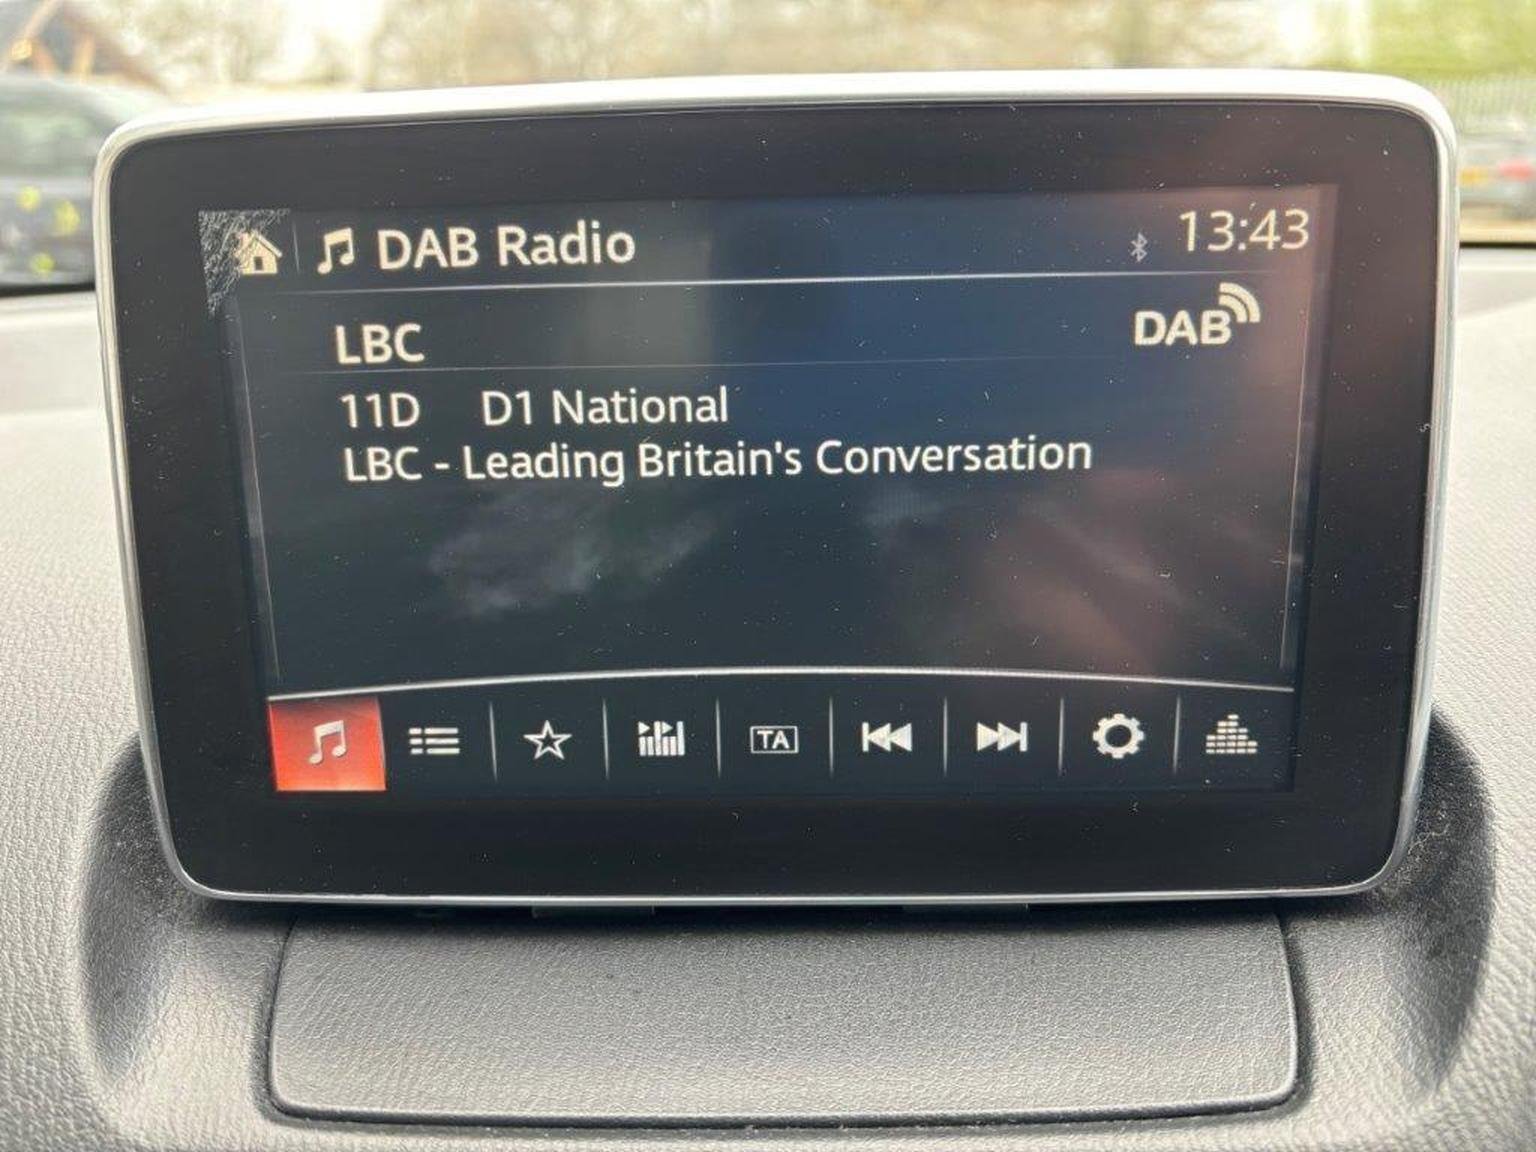 DAB Radio 13:43
LBC DAB
11D D1 National
LBC - Leading Britain's Conversation
TA